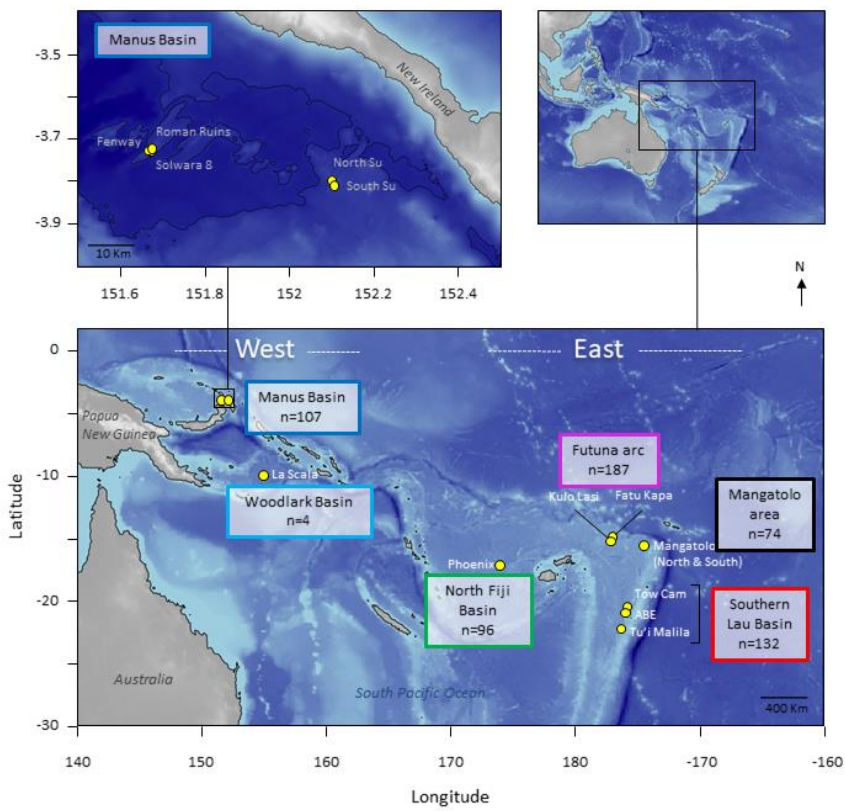 Manus Basin
New Ireland
Roman Ruins
Fenway
Solwara 8
North Su
South Su
10 Km
-3.5
-3.7
-3.9
151.6
151.8
152
152.2
152.4
N
West
East
Manus Basin
n=107
Papua
New Guinea
La Scala
Woodlark Basin
n=4
Futuna arc
n=187
Kulo Lasi
Fatu Kapa
Mangatolo
area
n=74
Mangatolo
(North & South)
Phoenix
North Fiji
Basin
n=96
Tow Cam
ABE
Tu'i Malila
Southern
Lau Basin
n=132
Australia
South Pacific Ocean
400 Km
0
-10
-20
-30
Latitude
140
150
160
170
180
-170
-160
Longitude